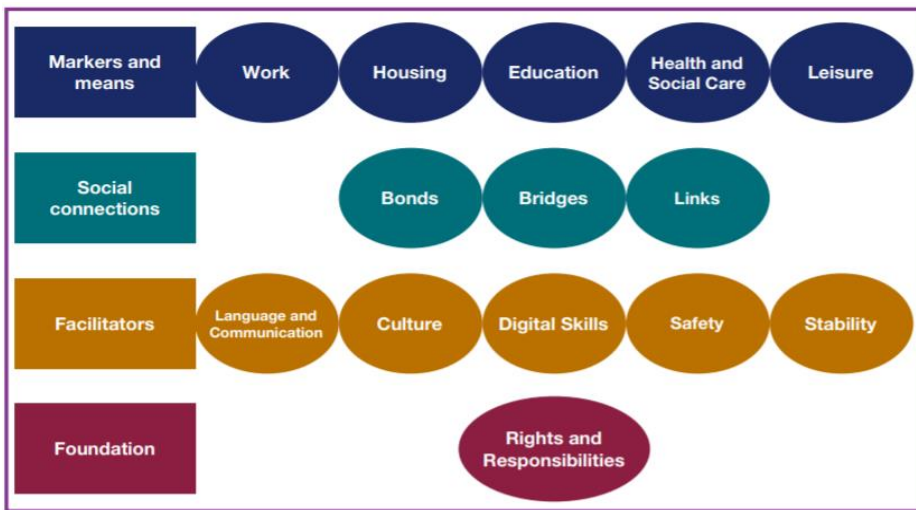 Markers and
means
Work
Housing
Education
Health and
Social Care
Leisure
Social
connections
Bonds
Bridges
Links
Facilitators
Language and
Communication
Culture
Digital Skills
Safety
Stability
Foundation
Rights and
Responsibilities